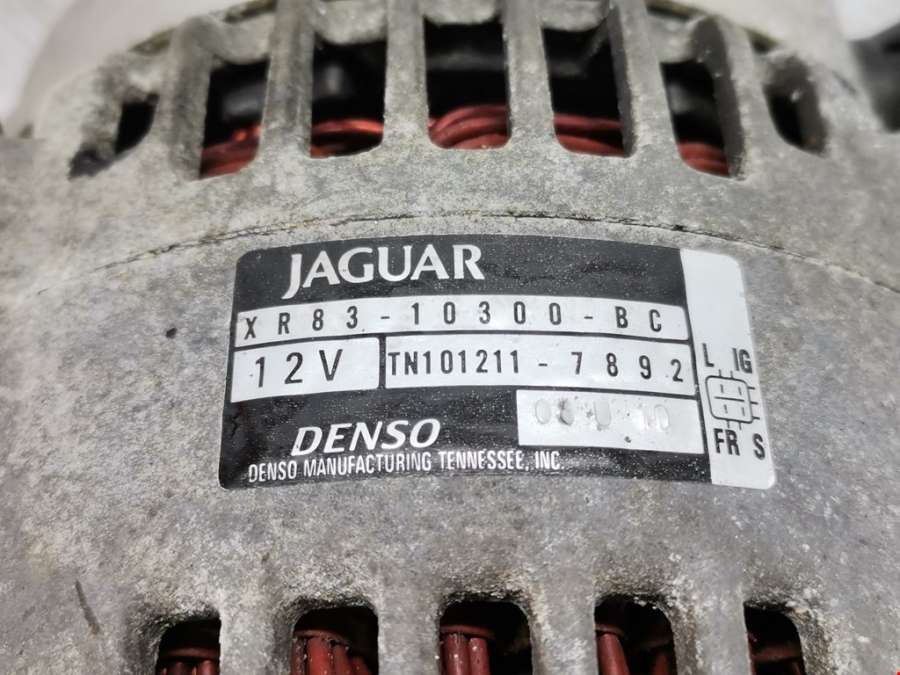 JAGUAR
XR83-10300-BC
12V TN101211-7892
L IG
FR S
DENSO
DENSO MANUFACTURING TENNESSEE, INC.